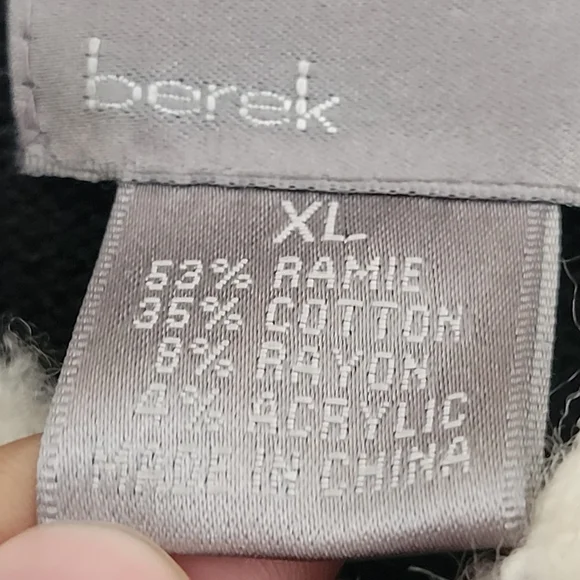 berek
XL
53% RAMIE
35% COTTON
8% RAYON
4% ACRYLIC
MADE IN CHINA